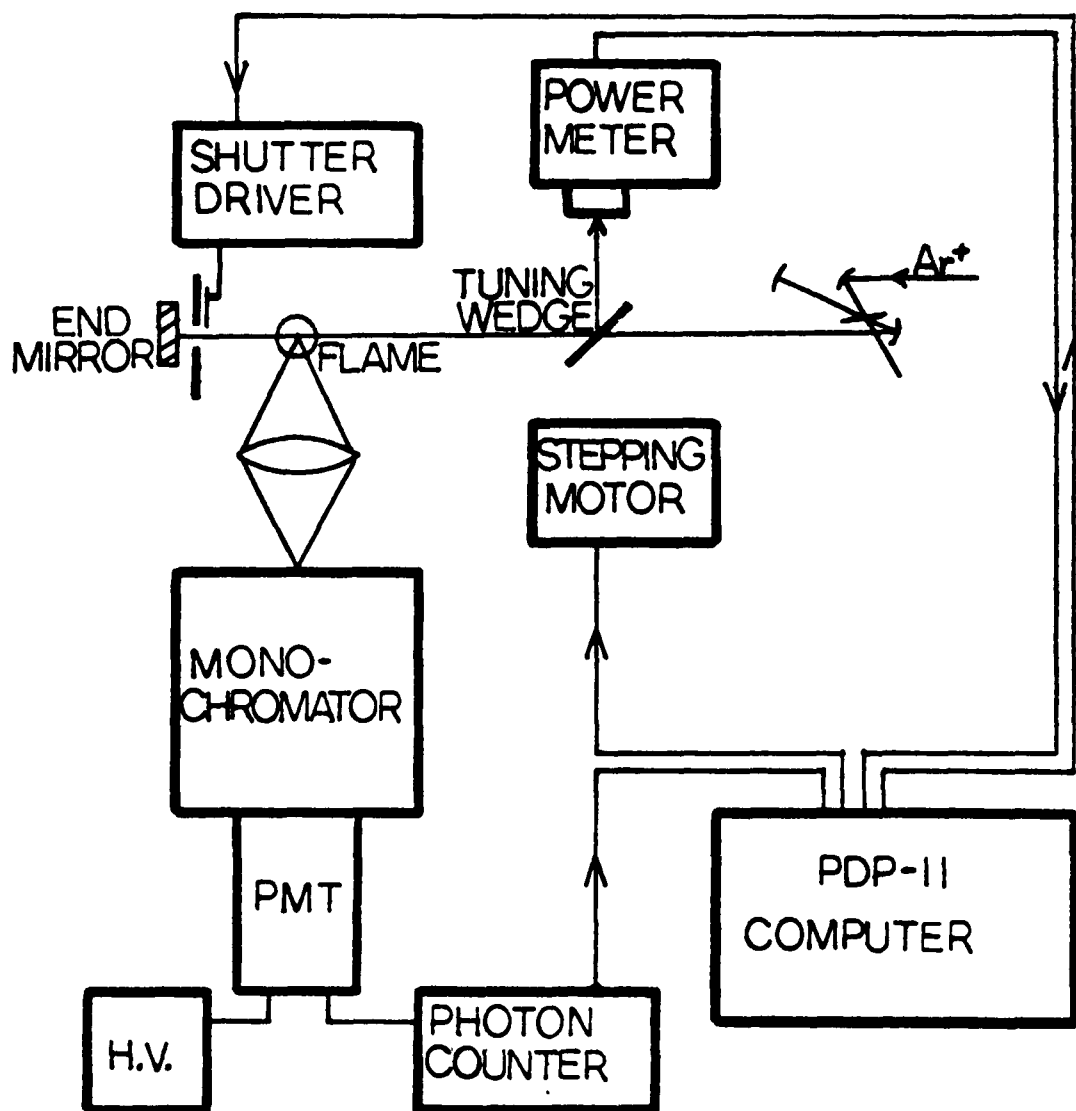 SHUTTER
DRIVER
POWER
METER
Ar+
TUNING
WEDGE
END
MIRROR
FLAME
STEPPING
MOTOR
MONO-
CHROMATOR
PMT
PDP-11
COMPUTER
H.V.
PHOTON
COUNTER